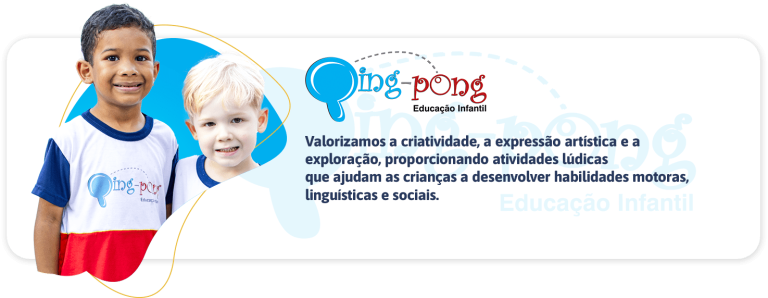 Ping-pong
Educação Infantil
Valorizamos a criatividade, a expressão artística e a
exploração, proporcionando atividades lúdicas
que ajudam as crianças a desenvolver habilidades motoras,
linguísticas e sociais.
Ping-pong
Educação Infantil
Ping-pong